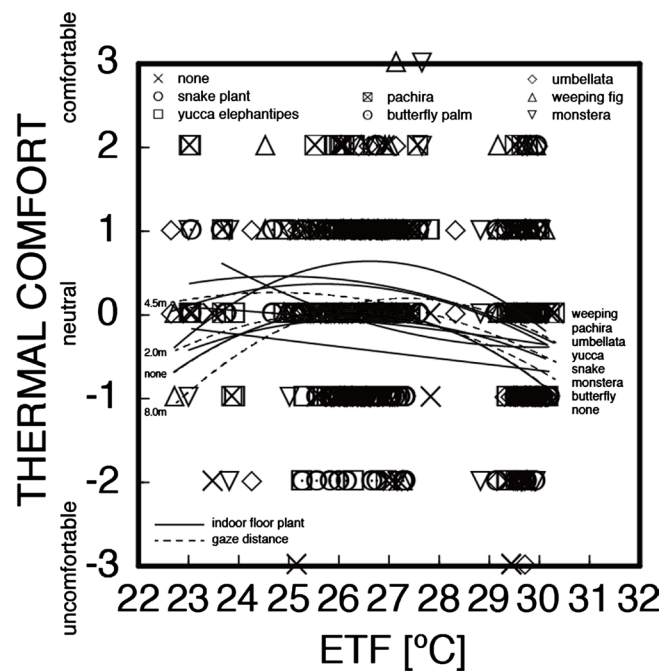 THERMAL COMFORT
comfortable
neutral
uncomfortable
3
2
1
0
-1
-2
-3
none
snake plant
yucca elephantipes
pachira
butterfly palm
umbellata
weeping fig
monstera
4.5m
2.0m
none
8.0m
weeping
pachira
umbellata
yucca
snake
monstera
butterfly
none
indoor floor plant
gaze distance
22 23 24 25 26 27 28 29 30 31 32
ETF [ºC]